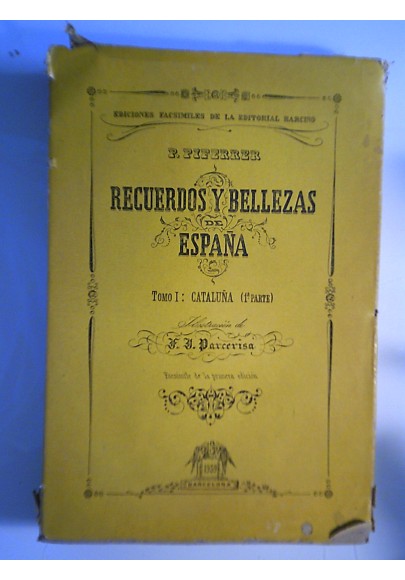 EDICIONES FACSIMILES DE LA EDITORIAL BARCINO
P. PIFERRER
RECUERDOS Y BELLEZAS
DE
ESPAÑA
TOMO I: CATALUÑA (1ª PARTE)
Ilustración de
F. J. Parcerisa
Facsímile de la primera edición
BARCELONA